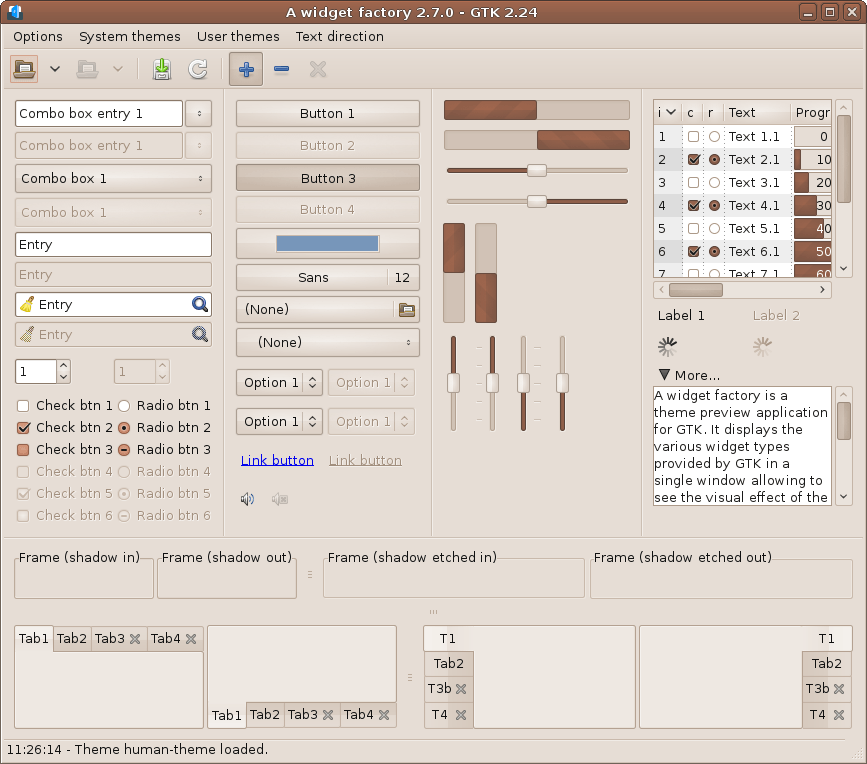 A widget factory 2.7.0 - GTK 2.24
Options System themes User themes Text direction
Combo box entry 1
Combo box entry 1
Combo box 1
Combo box 1
Entry
Entry
Entry
Entry
1 1
Check btn 1 Radio btn 1
Check btn 2 Radio btn 2
Check btn 3 Radio btn 3
Check btn 4 Radio btn 4
Check btn 5 Radio btn 5
Check btn 6 Radio btn 6
Button 1
Button 2
Button 3
Button 4
Sans 12
(None)
(None)
Option 1 Option 1
Option 1 Option 1
Link button Link button
i c r Text Progr
1 Text 1.1 0
2 Text 2.1 10
3 Text 3.1 20
4 Text 4.1 30
5 Text 5.1 40
6 Text 6.1 50
7 Text 7.1 60
Label 1 Label 2
More...
A widget factory is a
theme preview application
for GTK. It displays the
various widget types
provided by GTK in a
single window allowing to
see the visual effect of the
Frame (shadow in) Frame (shadow out) Frame (shadow etched in) Frame (shadow etched out)
Tab1 Tab2 Tab3 Tab4
Tab1 Tab2 Tab3 Tab4
T1
Tab2
T3b
T4
T1
Tab2
T3b
T4
11:26:14 - Theme human-theme loaded.